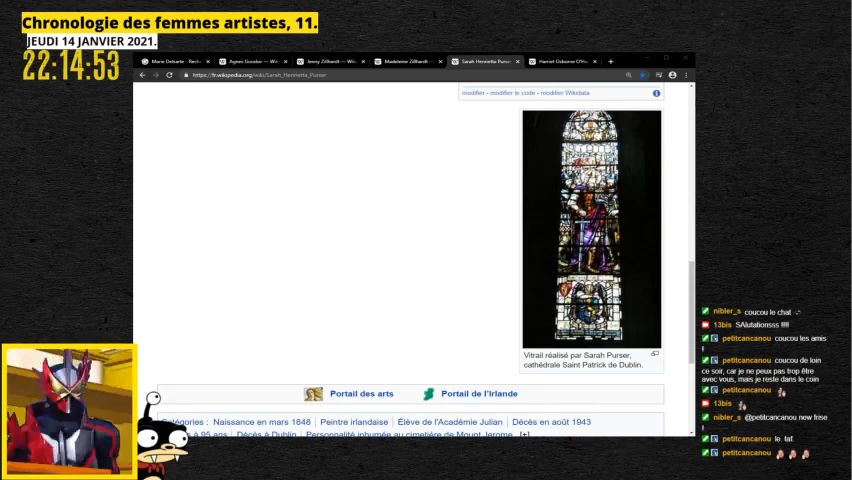 Chronologie des femmes artistes, 11.
JEUDI 14 JANVIER 2021.
22:14:53
Marie Delsarte - Rech
Agnes Goodsir — Wiki
Jenny Zillhardt — Wiki
Madeleine Zillhardt —
Sarah Henrietta Purser
Harriet Osborne O'Ha
https://fr.wikipedia.org/wiki/Sarah_Henrietta_Purser
modifier - modifier le code - modifier Wikidata
Vitrail réalisé par Sarah Purser,
cathédrale Saint Patrick de Dublin.
Portail des arts
Portail de l'Irlande
Catégories : Naissance en mars 1848 | Peintre irlandaise | Élève de l'Académie Julian | Décès en août 1943
s à 95 ans | Décès à Dublin | Personnalité inhumée au cimetière de Mount Jerome [+]
nibler_s coucou le chat
13bis SAlutationsss !!!!
petitcancanou coucou les amis
!
petitcancanou coucou de loin
ce soir, car je ne peux pas trop être
avec vous, mais je reste dans le coin
petitcancanou
13bis
nibler_s @petitcancanou new frise
!
petitcancanou le. taf.
petitcancanou